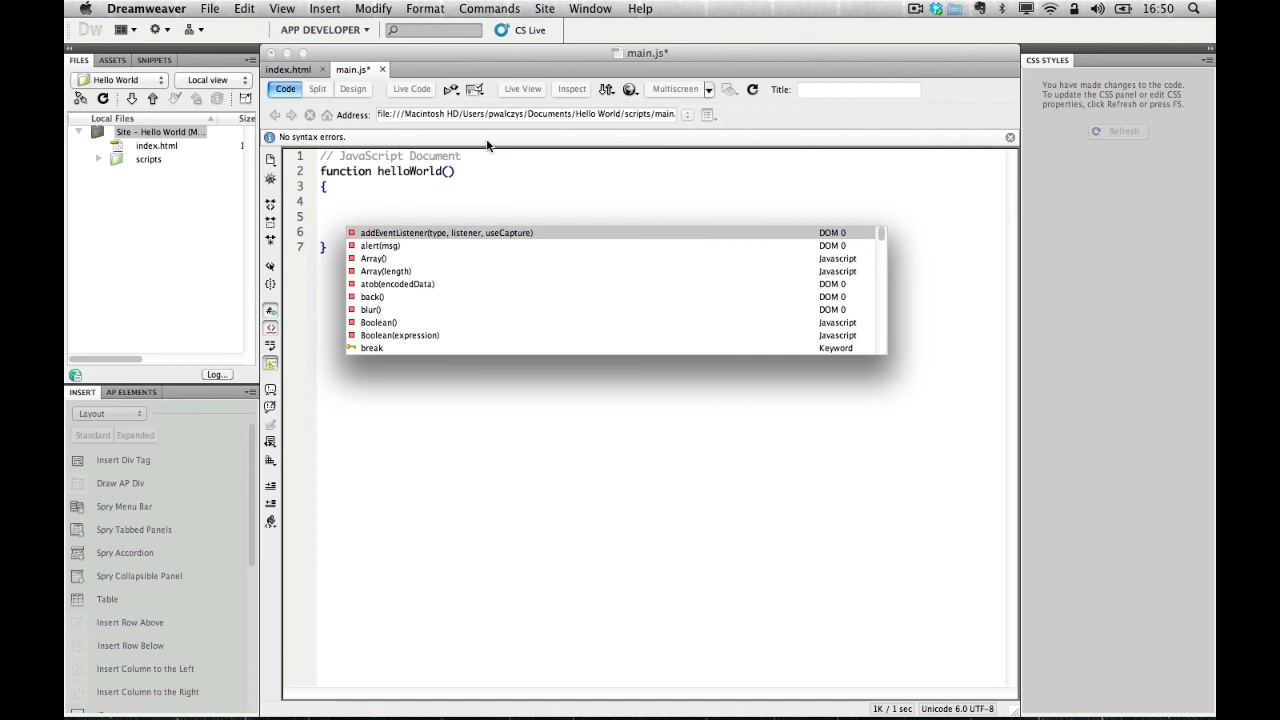 Dreamweaver File Edit View Insert Modify Format Commands Site Window Help 16:50
Dw APP DEVELOPER CS Live
main.js*
FILES ASSETS SNIPPETS
index.html main.js*
CSS STYLES
Hello World Local view
Code Split Design Live Code Live View Inspect Multiscreen Title:
You have made changes to the code.
To update the CSS panel or edit CSS
properties, click Refresh or press F5.
Refresh
Address: file:///Macintosh HD/Users/pwalczys/Documents/Hello World/scripts/main.
Local Files Size
Site - Hello World (M...
index.html 1
scripts
No syntax errors.
1 // JavaScript Document
2 function helloWorld()
3 {
4
5
6
7 }
addEventListener(type, listener, useCapture) DOM 0
alert(msg) DOM 0
Array() Javascript
Array(length) Javascript
atob(encodedData) DOM 0
back() DOM 0
blur() DOM 0
Boolean() Javascript
Boolean(expression) Javascript
break Keyword
Log...
INSERT AP ELEMENTS
Layout
Standard Expanded
Insert Div Tag
Draw AP Div
Spry Menu Bar
Spry Tabbed Panels
Spry Accordion
Spry Collapsible Panel
Table
Insert Row Above
Insert Row Below
Insert Column to the Left
Insert Column to the Right
1K / 1 sec Unicode 6.0 UTF-8